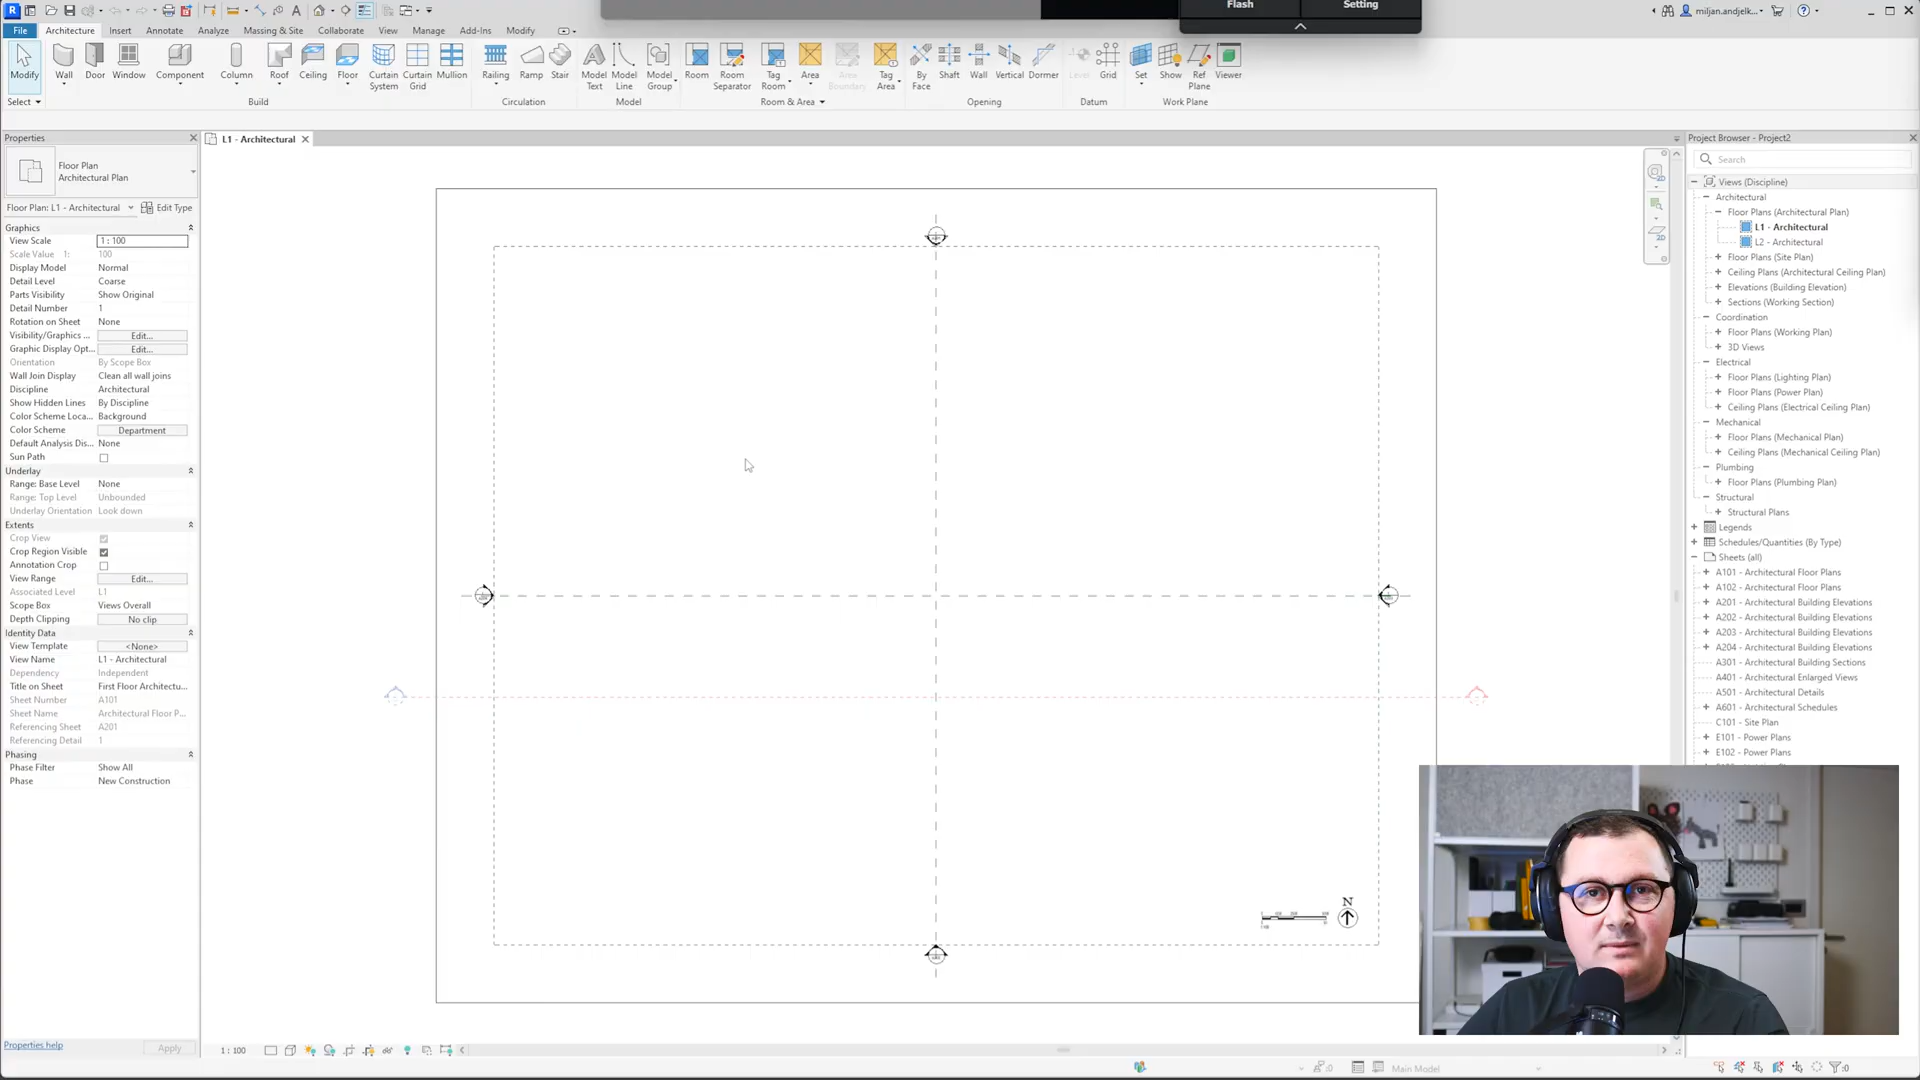 Flash
Setting
miljan.andjelk...
File
Architecture
Insert
Annotate
Analyze
Massing & Site
Collaborate
View
Manage
Add-Ins
Modify
Modify
Wall
Door
Window
Component
Column
Roof
Ceiling
Floor
Curtain System
Curtain Grid
Mullion
Railing
Ramp
Stair
Model Text
Model Line
Model Group
Room
Room Separator
Tag Room
Area
Area Boundary
Tag Area
By Face
Shaft
Wall
Vertical
Dormer
Level
Grid
Set
Show
Ref Plane
Viewer
Select
Build
Circulation
Model
Room & Area
Opening
Datum
Work Plane
Properties
L1 - Architectural
Project Browser - Project2
Floor Plan
Architectural Plan
Floor Plan: L1 - Architectural
Edit Type
Graphics
View Scale 1 : 100
Scale Value 1: 100
Display Model Normal
Detail Level Coarse
Parts Visibility Show Original
Detail Number 1
Rotation on Sheet None
Visibility/Graphics ... Edit...
Graphic Display Opt... Edit...
Orientation By Scope Box
Wall Join Display Clean all wall joins
Discipline Architectural
Show Hidden Lines By Discipline
Color Scheme Loca... Background
Color Scheme Department
Default Analysis Dis... None
Sun Path
Underlay
Range: Base Level None
Range: Top Level Unbounded
Underlay Orientation Look down
Extents
Crop View
Crop Region Visible
Annotation Crop
View Range Edit...
Associated Level L1
Scope Box Views Overall
Depth Clipping No clip
Identity Data
View Template <None>
View Name L1 - Architectural
Dependency Independent
Title on Sheet First Floor Architectu...
Sheet Number A101
Sheet Name Architectural Floor P...
Referencing Sheet A201
Referencing Detail 1
Phasing
Phase Filter Show All
Phase New Construction
Properties help
Apply
N
2D
2D
Search
Views (Discipline)
Architectural
Floor Plans (Architectural Plan)
L1 - Architectural
L2 - Architectural
Floor Plans (Site Plan)
Ceiling Plans (Architectural Ceiling Plan)
Elevations (Building Elevation)
Sections (Working Section)
Coordination
Floor Plans (Working Plan)
3D Views
Electrical
Floor Plans (Lighting Plan)
Floor Plans (Power Plan)
Ceiling Plans (Electrical Ceiling Plan)
Mechanical
Floor Plans (Mechanical Plan)
Ceiling Plans (Mechanical Ceiling Plan)
Plumbing
Floor Plans (Plumbing Plan)
Structural
Structural Plans
Legends
Schedules/Quantities (By Type)
Sheets (all)
A101 - Architectural Floor Plans
A102 - Architectural Floor Plans
A201 - Architectural Building Elevations
A202 - Architectural Building Elevations
A203 - Architectural Building Elevations
A204 - Architectural Building Elevations
A301 - Architectural Building Sections
A401 - Architectural Enlarged Views
A501 - Architectural Details
A601 - Architectural Schedules
C101 - Site Plan
E101 - Power Plans
E102 - Power Plans
1 : 100
:0
Main Model
:0